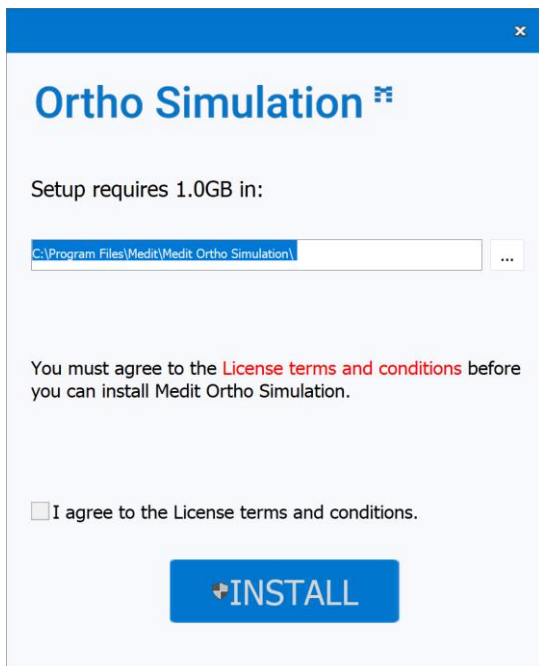 Ortho Simulation
Setup requires 1.0GB in:
C:\Program Files\Medit\Medit Ortho Simulation\
...
You must agree to the License terms and conditions before
you can install Medit Ortho Simulation.
I agree to the License terms and conditions.
INSTALL